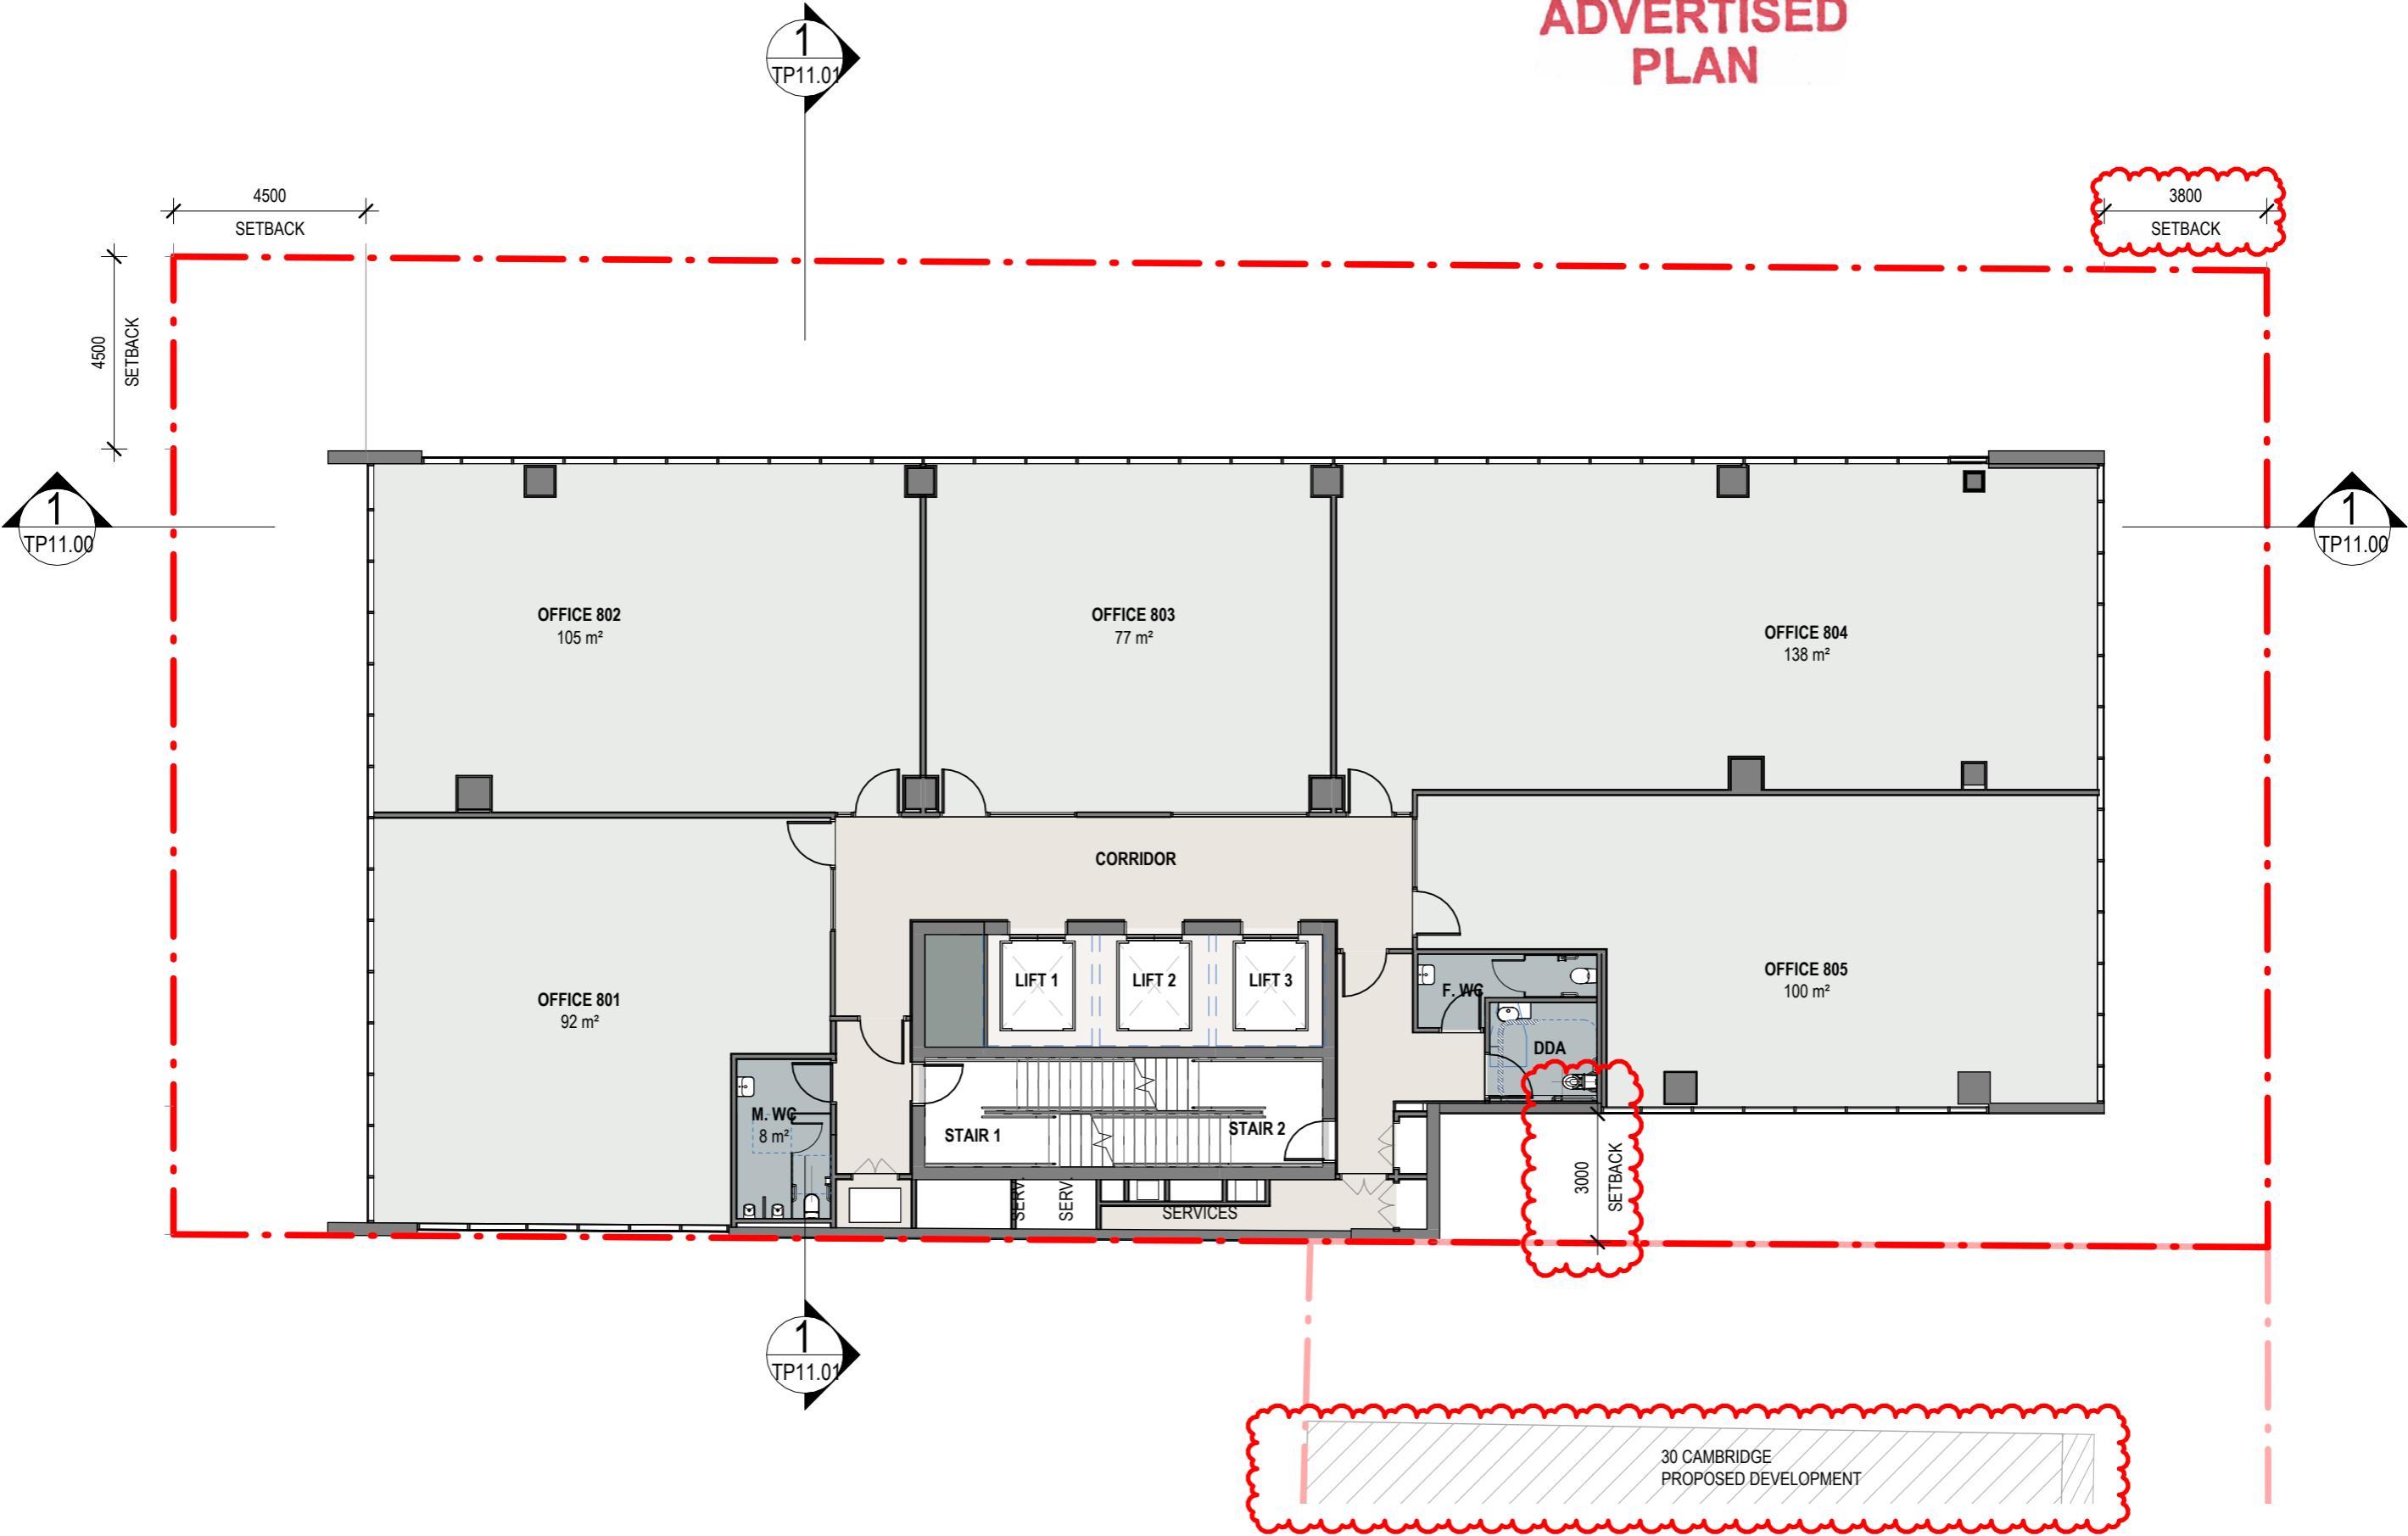 ADVERTISED
PLAN
1
TP11.01
4500
SETBACK
3800
SETBACK
4500
SETBACK
1
TP11.00
1
TP11.00
OFFICE 802
105 m²
OFFICE 803
77 m²
OFFICE 804
138 m²
CORRIDOR
OFFICE 801
92 m²
LIFT 1
LIFT 2
LIFT 3
F. WC
OFFICE 805
100 m²
DDA
M. WC
8 m²
STAIR 1
STAIR 2
3000
SETBACK
SERV.
SERV.
SERVICES
1
TP11.01
30 CAMBRIDGE
PROPOSED DEVELOPMENT